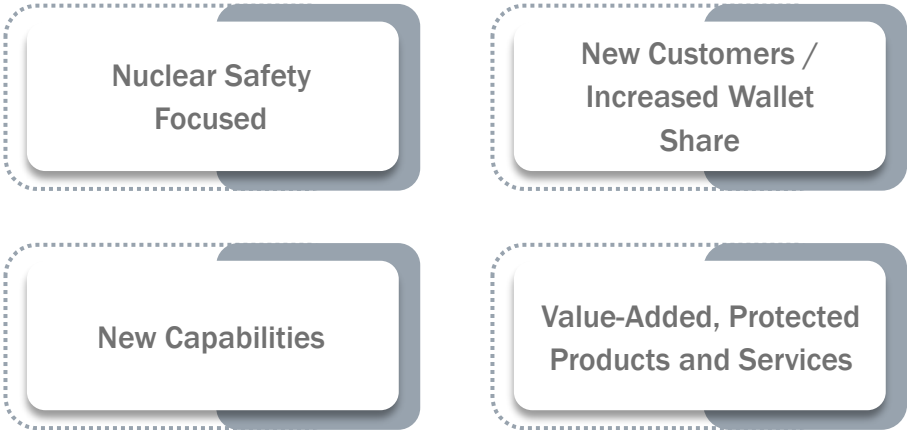 Nuclear Safety
Focused
New Customers /
Increased Wallet
Share
New Capabilities
Value-Added, Protected
Products and Services